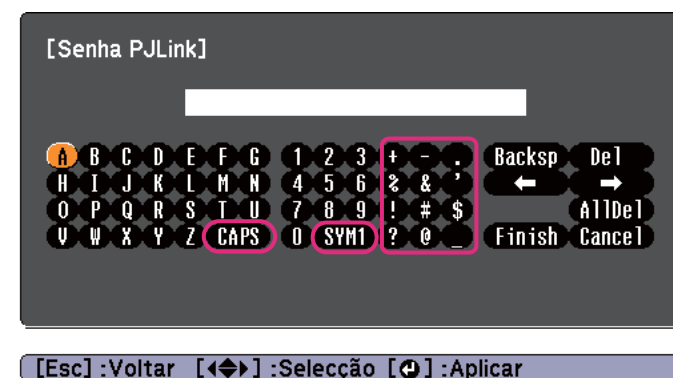 [Senha PJLink]
A B C D E F G 1 2 3 + - . Backsp Del
H I J K L M N 4 5 6 % & ' ← →
O P Q R S T U 7 8 9 ! # $ AllDel
V W X Y Z CAPS 0 SYM1 ? @ _ Finish Cancel
[Esc] :Voltar [◀◆▶] :Selecção [↵] :Aplicar